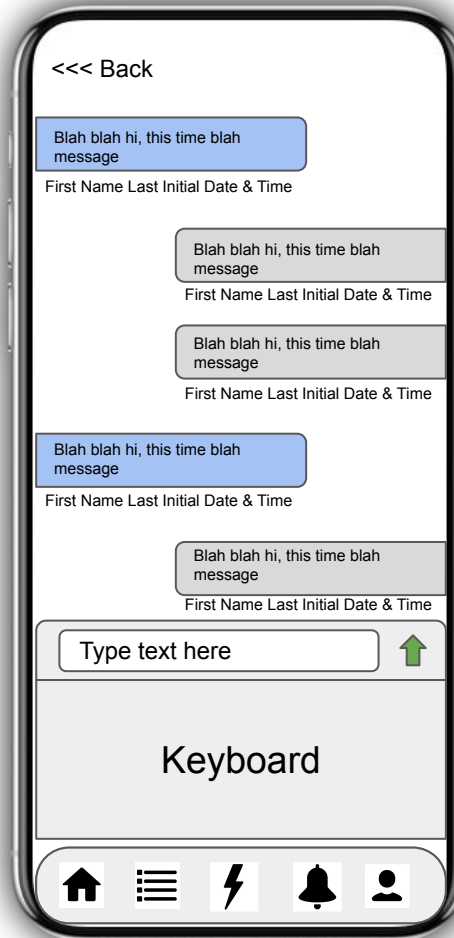 <<< Back
Blah blah hi, this time blah
message
First Name Last Initial Date & Time
Blah blah hi, this time blah
message
First Name Last Initial Date & Time
Blah blah hi, this time blah
message
First Name Last Initial Date & Time
Blah blah hi, this time blah
message
First Name Last Initial Date & Time
Blah blah hi, this time blah
message
First Name Last Initial Date & Time
Type text here
Keyboard